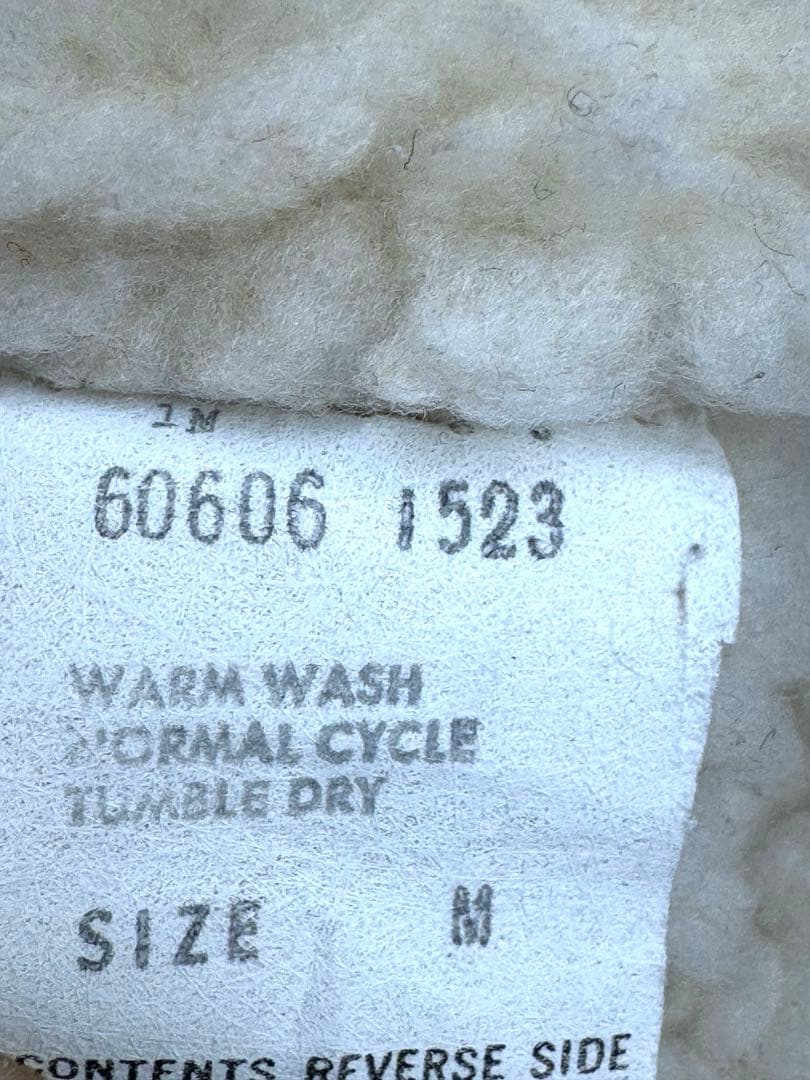 60606 1523
WARM WASH
NORMAL CYCLE
TUMBLE DRY
SIZE M
CONTENTS REVERSE SIDE